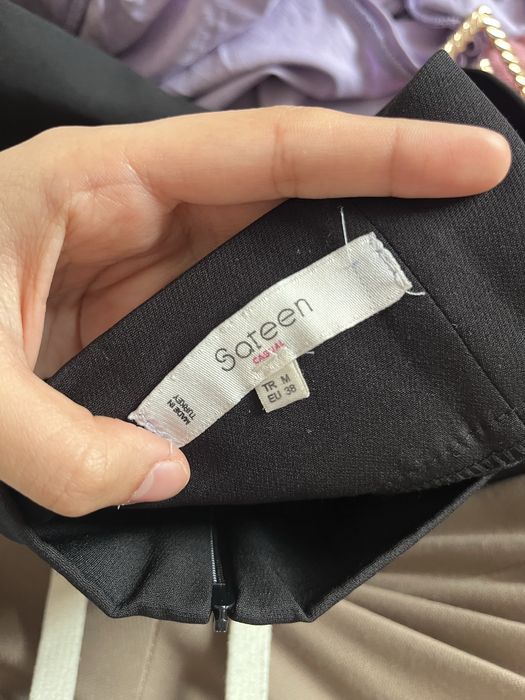 Sateen
CASUAL
TR M
EU 38
MADE IN
TURKEY